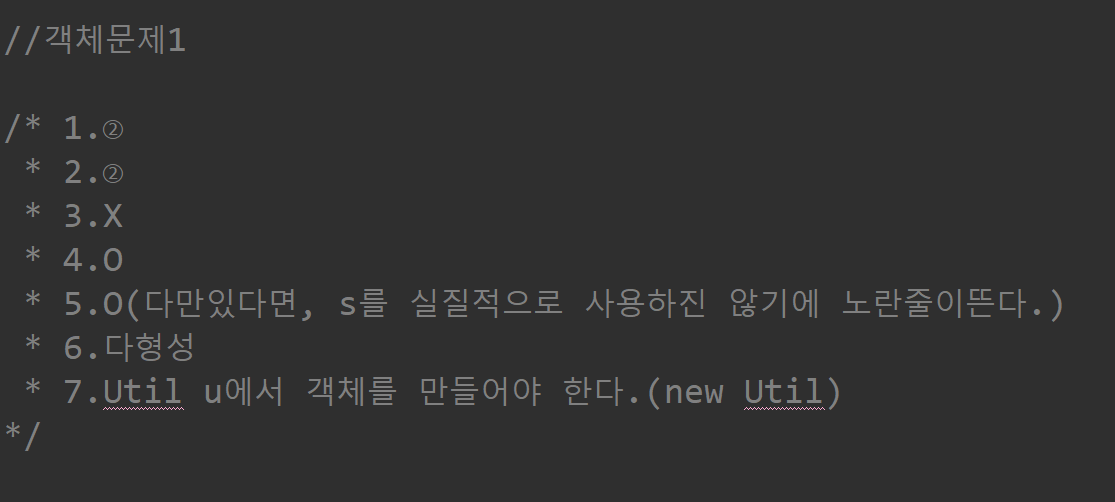 //객체문제1
/* 1.②
* 2.②
* 3.X
* 4.O
* 5.O(다만있다면, s를 실질적으로 사용하진 않기에 노란줄이뜬다.)
* 6.다형성
* 7.Util u에서 객체를 만들어야 한다.(new Util)
*/